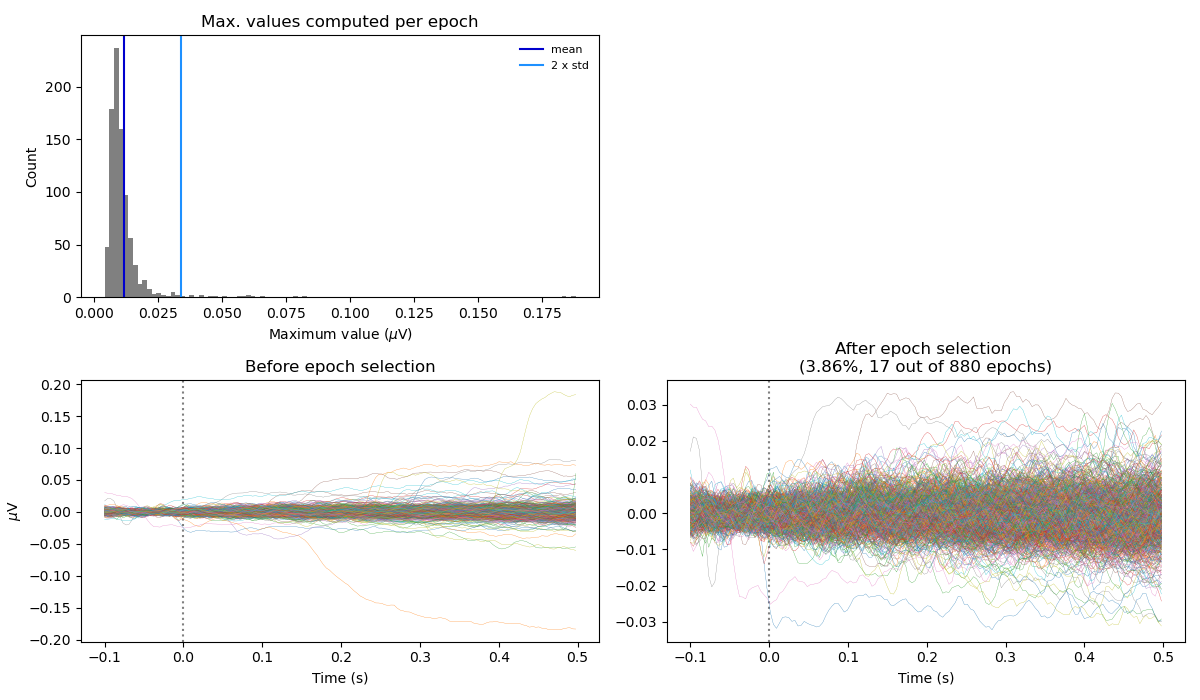 Max. values computed per epoch
mean
2 x std
Count
200
150
100
50
0
0.000 0.025 0.050 0.075 0.100 0.125 0.150 0.175
Maximum value (μV)
Before epoch selection
μV
0.20
0.15
0.10
0.05
0.00
−0.05
−0.10
−0.15
−0.20
−0.1 0.0 0.1 0.2 0.3 0.4 0.5
Time (s)
After epoch selection
(3.86%, 17 out of 880 epochs)
0.03
0.02
0.01
0.00
−0.01
−0.02
−0.03
−0.1 0.0 0.1 0.2 0.3 0.4 0.5
Time (s)